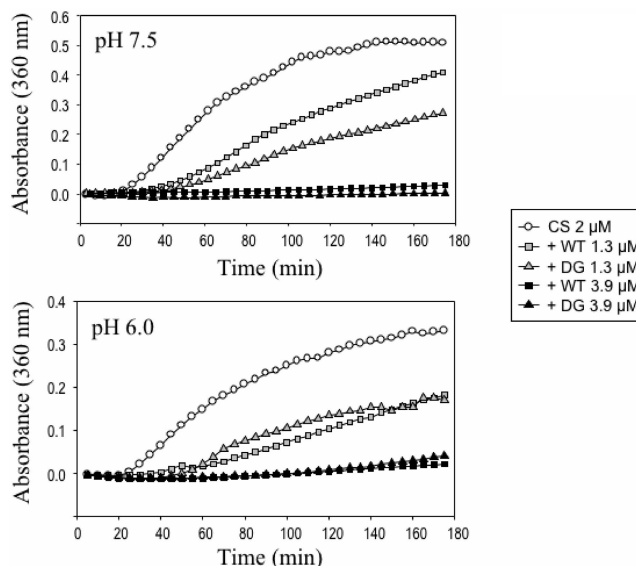 pH 7.5
Absorbance (360 nm)
0.6
0.5
0.4
0.3
0.2
0.1
0.0
0 20 40 60 80 100 120 140 160 180
Time (min)
CS 2 µM
+ WT 1.3 µM
+ DG 1.3 µM
+ WT 3.9 µM
+ DG 3.9 µM
pH 6.0
Absorbance (360 nm)
0.4
0.3
0.2
0.1
0.0
0 20 40 60 80 100 120 140 160 180
Time (min)